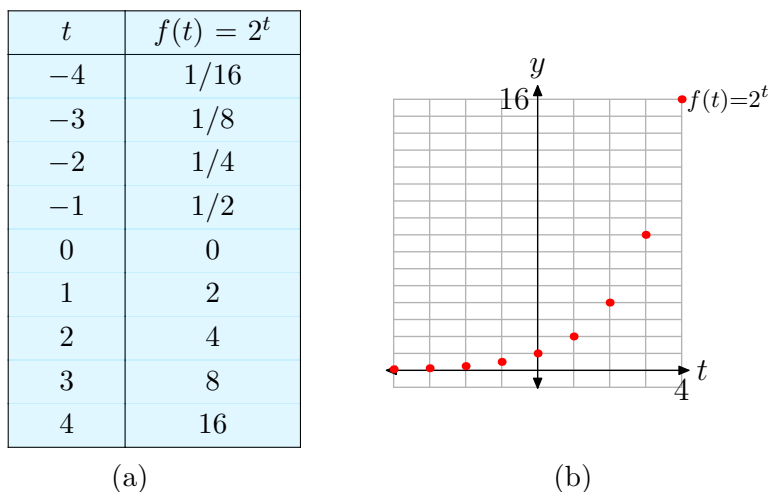 t f(t) = 2^t
−4 1/16
−3 1/8
−2 1/4
−1 1/2
0 0
1 2
2 4
3 8
4 16
(a)
y
16
f(t)=2^t
t
4
(b)